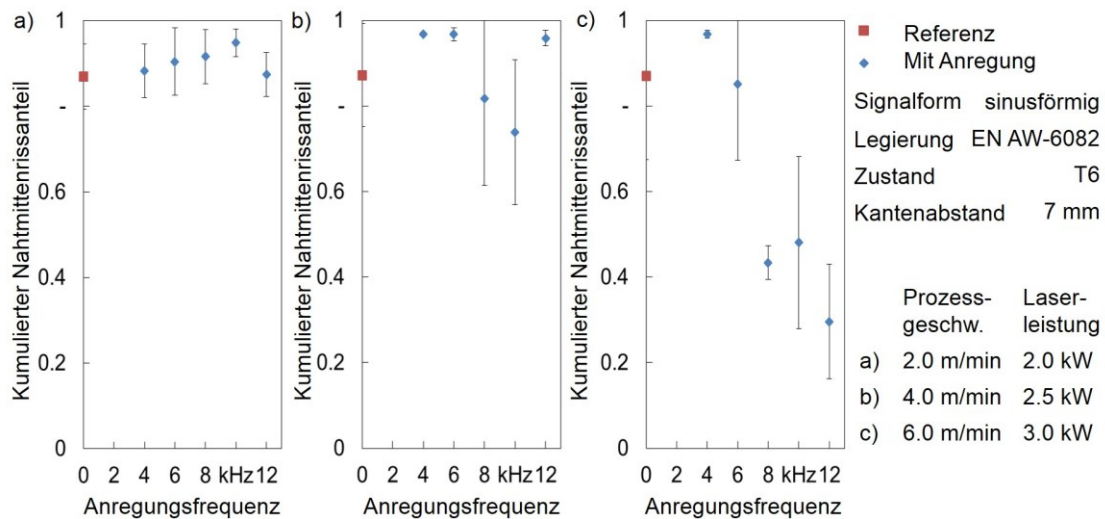 a)
Kumulierter Nahtmittenrissanteil
1
-
0.6
0.4
0.2
0
0 2 4 6 8 kHz 12
Anregungsfrequenz
b)
Kumulierter Nahtmittenrissanteil
1
-
0.6
0.4
0.2
0
0 2 4 6 8 kHz 12
Anregungsfrequenz
c)
Kumulierter Nahtmittenrissanteil
1
-
0.6
0.4
0.2
0
0 2 4 6 8 kHz 12
Anregungsfrequenz
Referenz
Mit Anregung
Signalform sinusförmig
Legierung EN AW-6082
Zustand T6
Kantenabstand 7 mm
Prozess- Laser-
geschw. leistung
a) 2.0 m/min 2.0 kW
b) 4.0 m/min 2.5 kW
c) 6.0 m/min 3.0 kW